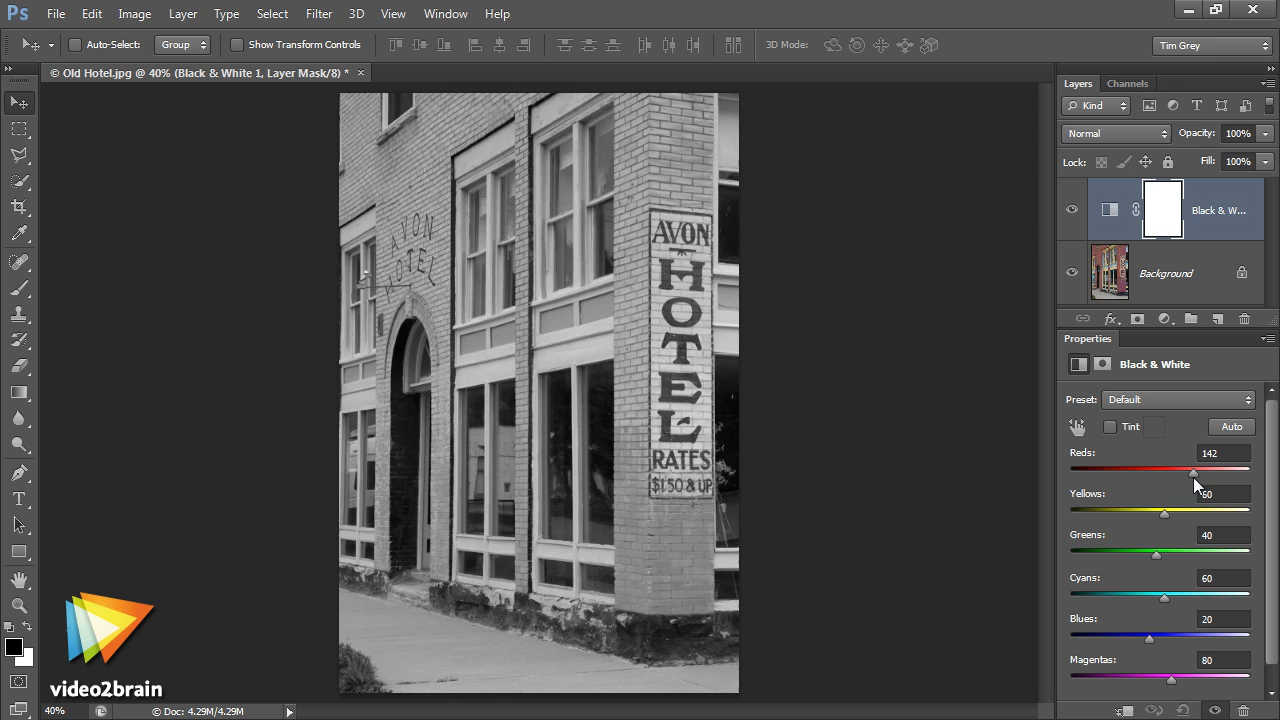 Ps File Edit Image Layer Type Select Filter 3D View Window Help
Auto-Select: Group Show Transform Controls 3D Mode: Tim Grey
© Old Hotel.jpg @ 40% (Black & White 1, Layer Mask/8) * ×
Layers Channels
Kind
Normal Opacity: 100%
Lock: Fill: 100%
Black & W...
Background
Properties
Black & White
Preset: Default
Tint Auto
Reds: 142
Yellows: 60
Greens: 40
Cyans: 60
Blues: 20
Magentas: 80
AVON
HOTEL
AVON
HOTEL
RATES
$1.50 & UP
video2brain
40% © Doc: 4.29M/4.29M